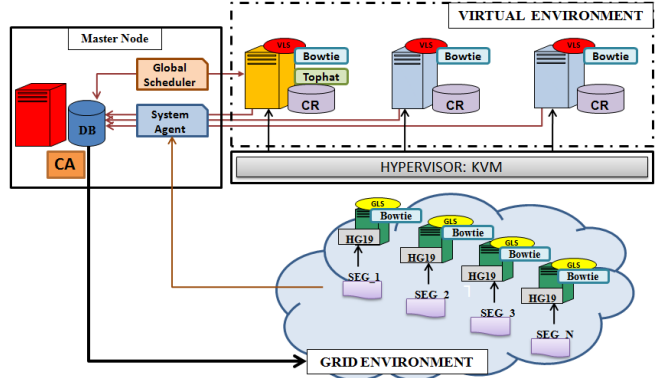 VIRTUAL ENVIRONMENT
Master Node
VLS
Bowtie
Tophat
CR
VLS
Bowtie
CR
VLS
Bowtie
CR
Global
Scheduler
DB
System
Agent
CA
HYPERVISOR: KVM
GLS
Bowtie
HG19
SEG_1
GLS
Bowtie
HG19
SEG_2
GLS
Bowtie
HG19
SEG_3
GLS
Bowtie
HG19
SEG_N
GRID ENVIRONMENT